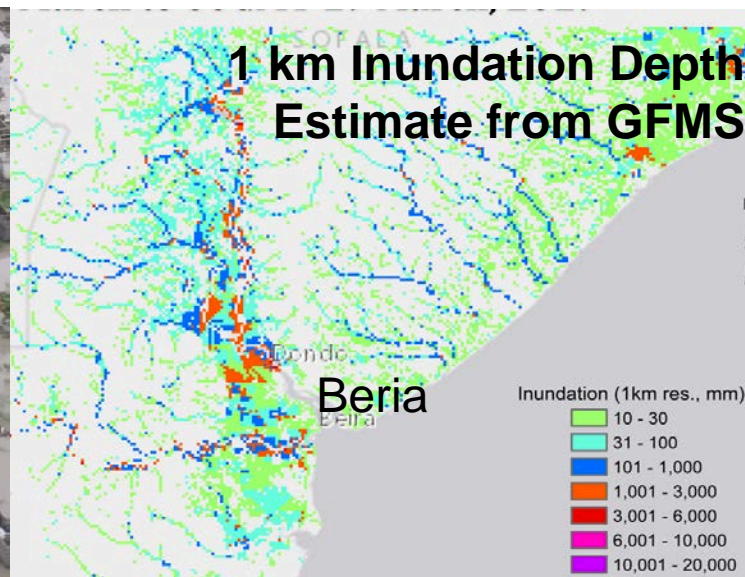 SOFALA
1 km Inundation Depth
Estimate from GFMS
Dondo
Beria
Beira
Inundation (1km res., mm)
10 - 30
31 - 100
101 - 1,000
1,001 - 3,000
3,001 - 6,000
6,001 - 10,000
10,001 - 20,000